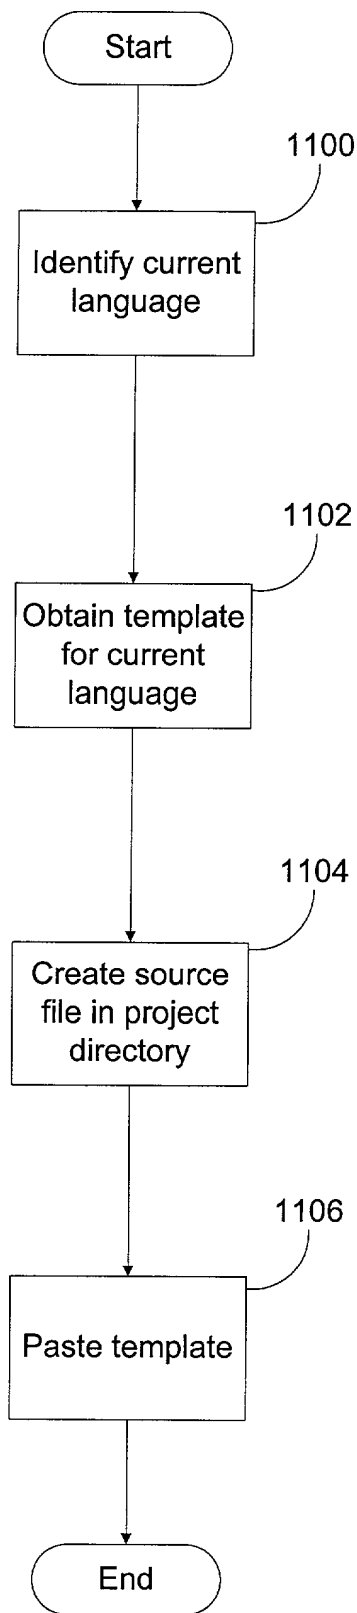 Start
1100
Identify current
language
1102
Obtain template
for current
language
1104
Create source
file in project
directory
1106
Paste template
End